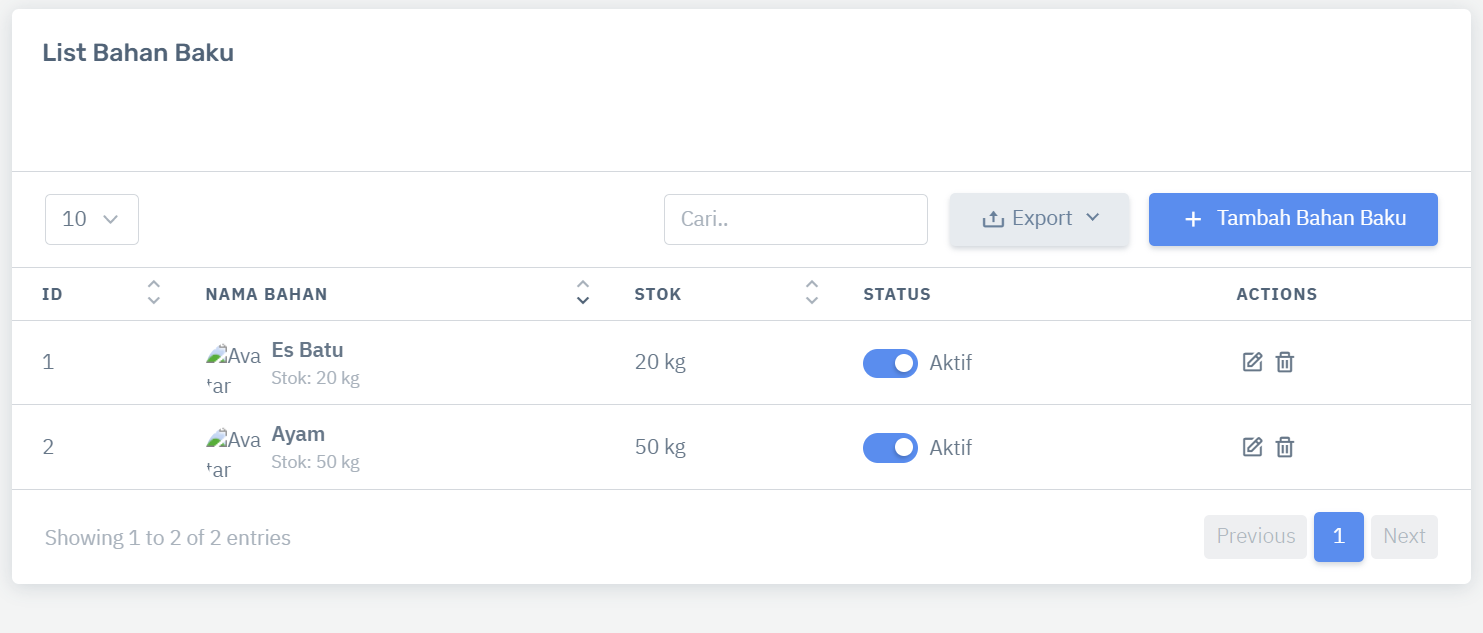 List Bahan Baku
10
Cari..
Export
Tambah Bahan Baku
ID NAMA BAHAN STOK STATUS ACTIONS
1 Avatar Es Batu Stok: 20 kg 20 kg Aktif
2 Avatar Ayam Stok: 50 kg 50 kg Aktif
Showing 1 to 2 of 2 entries
Previous 1 Next